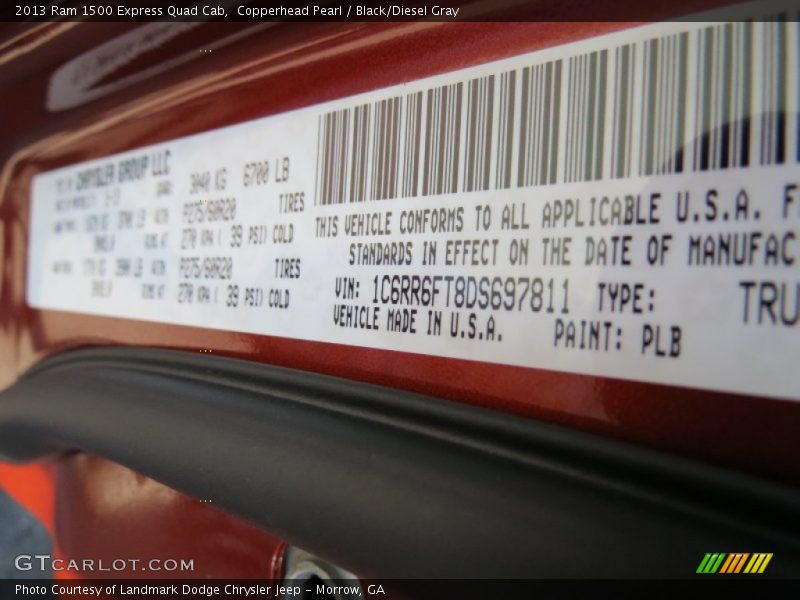 2013 Ram 1500 Express Quad Cab,  Copperhead Pearl / Black/Diesel Gray
CHRYSLER GROUP LLC
3040 KG 6700 LB
P275/60R20 TIRES
270 KPA ( 39 PSI) COLD
P275/60R20 TIRES
270 KPA ( 39 PSI) COLD
THIS VEHICLE CONFORMS TO ALL APPLICABLE U.S.A. F
STANDARDS IN EFFECT ON THE DATE OF MANUFAC
VIN: 1C6RR6FT8DS697811 TYPE: TRU
VEHICLE MADE IN U.S.A. PAINT: PLB
GTCARLOT.COM
Photo Courtesy of Landmark Dodge Chrysler Jeep - Morrow, GA